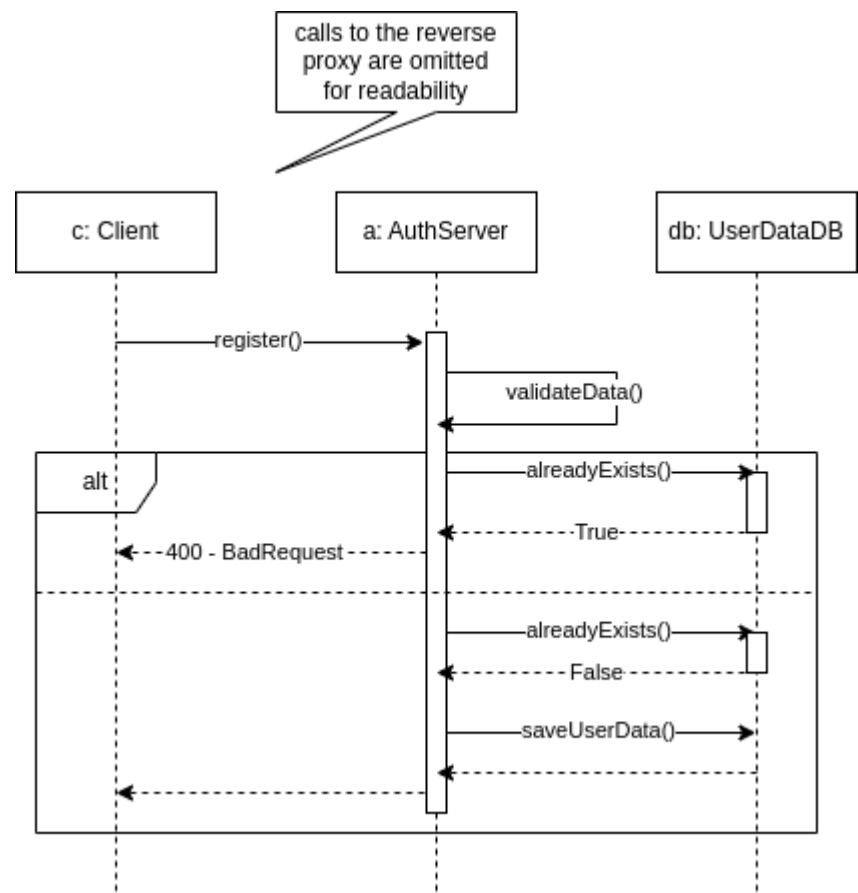 calls to the reverse
proxy are omitted
for readability
c: Client
a: AuthServer
db: UserDataDB
register()
validateData()
alt
alreadyExists()
True
400 - BadRequest
alreadyExists()
False
saveUserData()